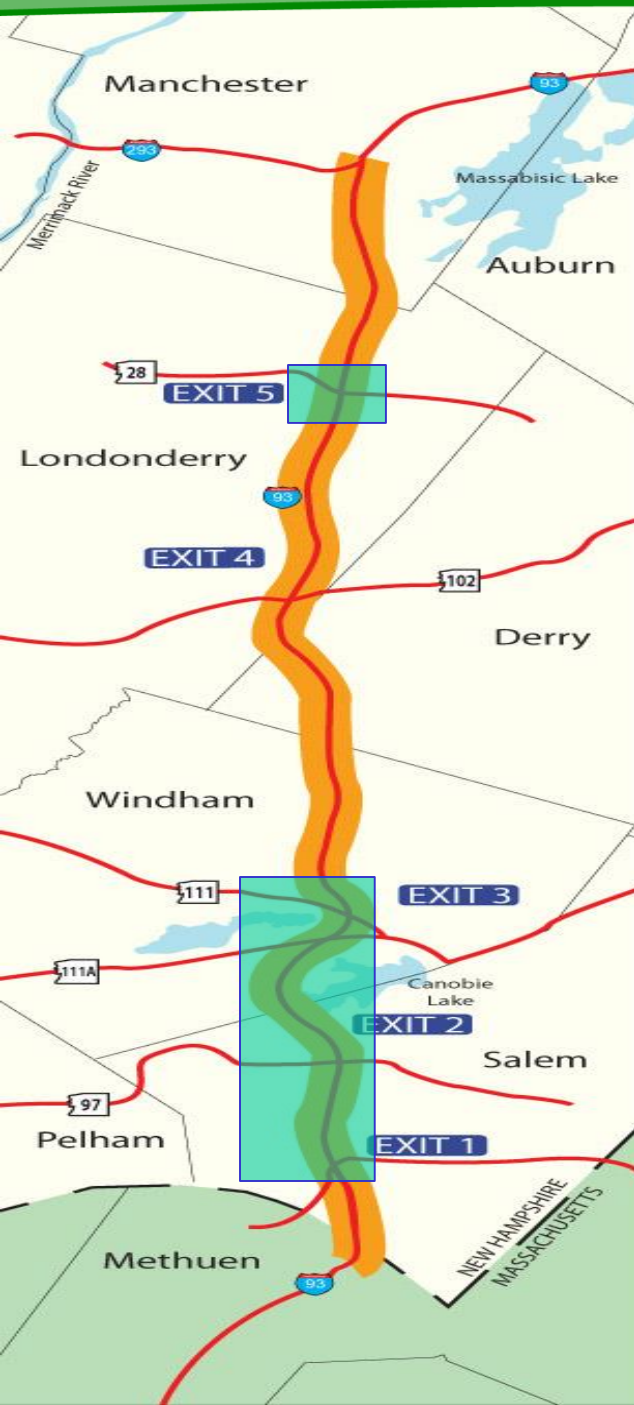 Manchester
93
293
Massabisic Lake
Merrimack River
Auburn
28
EXIT 5
Londonderry
93
EXIT 4
102
Derry
Windham
111
EXIT 3
111A
Canobie
Lake
EXIT 2
Salem
97
Pelham
EXIT 1
NEW HAMPSHIRE
MASSACHUSETTS
Methuen
93